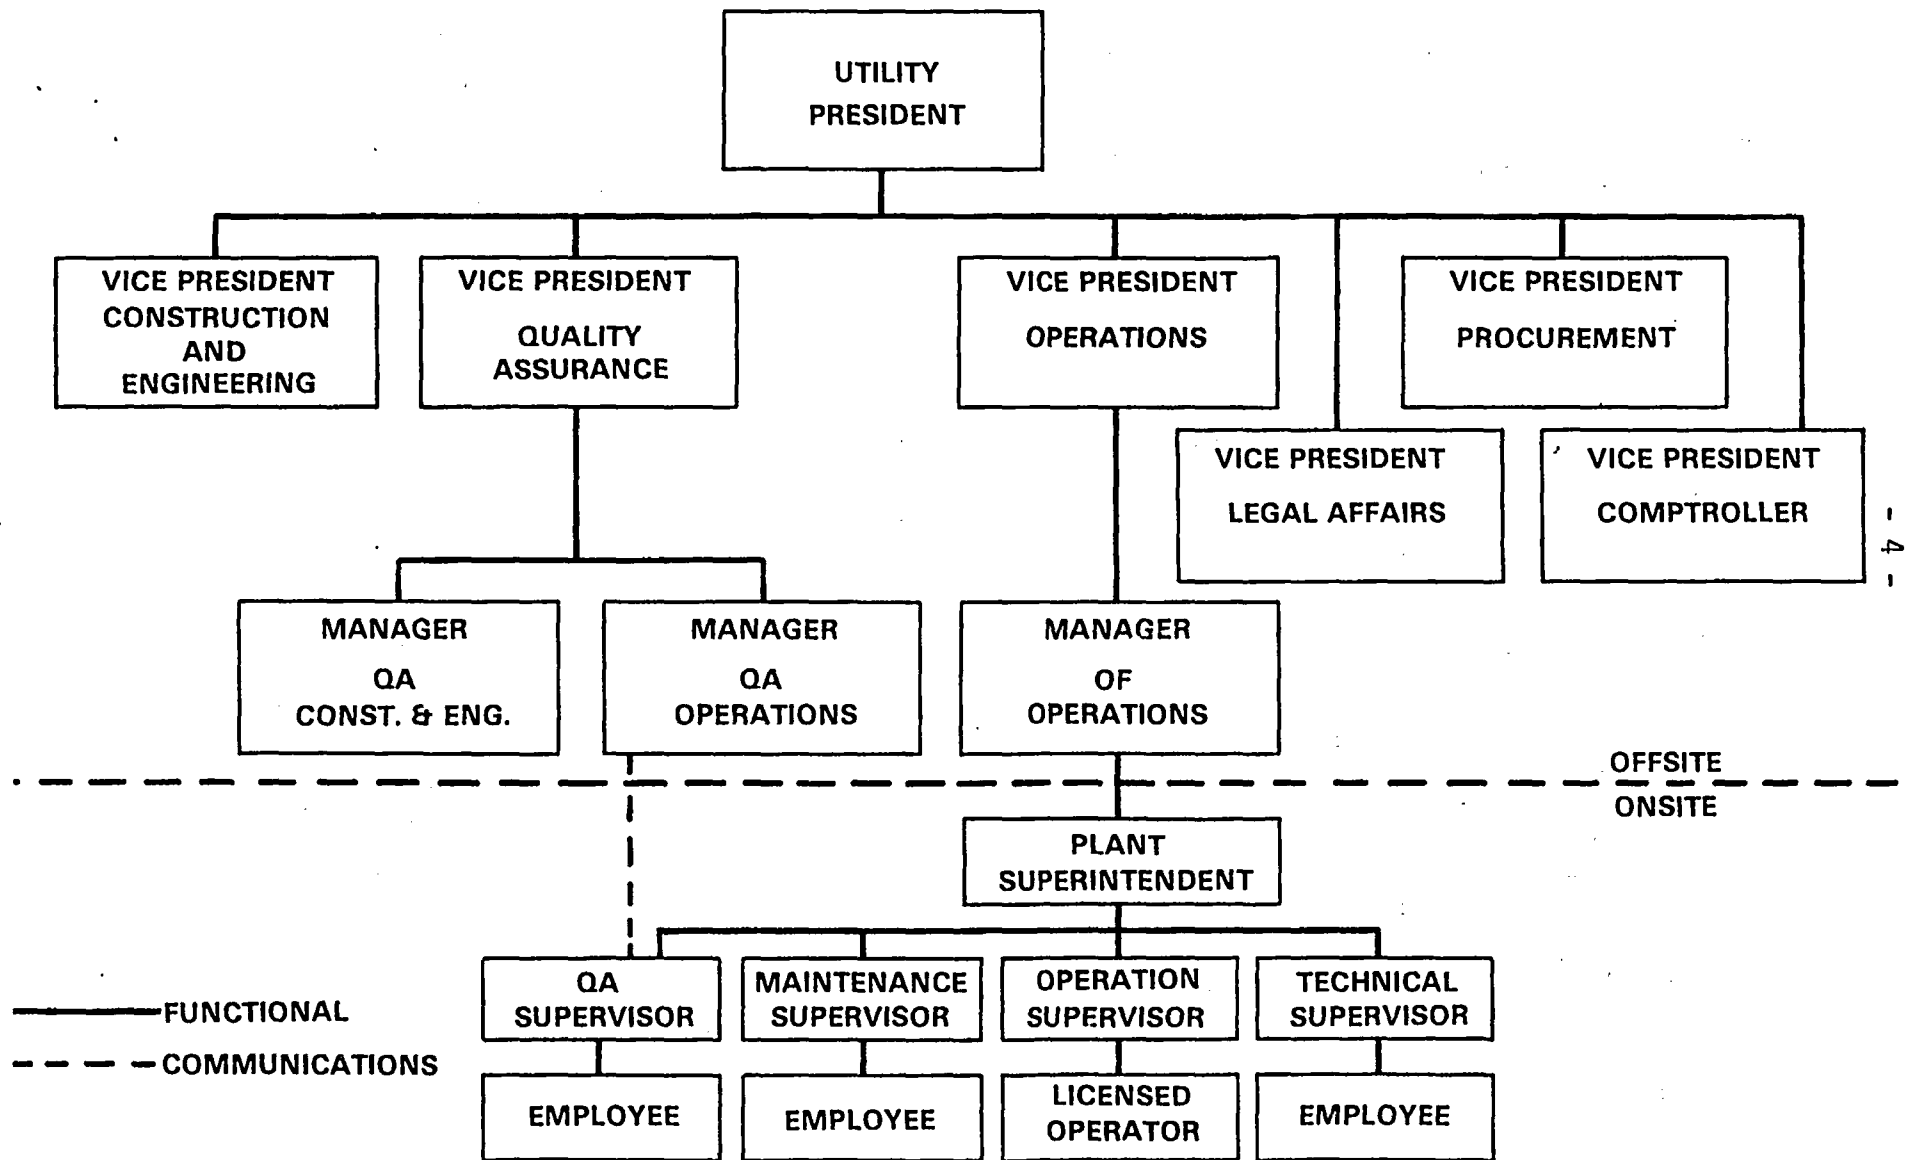 UTILITY
PRESIDENT
VICE PRESIDENT
CONSTRUCTION
AND
ENGINEERING
VICE PRESIDENT
QUALITY
ASSURANCE
VICE PRESIDENT
OPERATIONS
VICE PRESIDENT
PROCUREMENT
VICE PRESIDENT
LEGAL AFFAIRS
VICE PRESIDENT
COMPTROLLER
- 4 -
MANAGER
QA
CONST. & ENG.
MANAGER
QA
OPERATIONS
MANAGER
OF
OPERATIONS
OFFSITE
ONSITE
PLANT
SUPERINTENDENT
QA
SUPERVISOR
MAINTENANCE
SUPERVISOR
OPERATION
SUPERVISOR
TECHNICAL
SUPERVISOR
FUNCTIONAL
COMMUNICATIONS
EMPLOYEE
EMPLOYEE
LICENSED
OPERATOR
EMPLOYEE